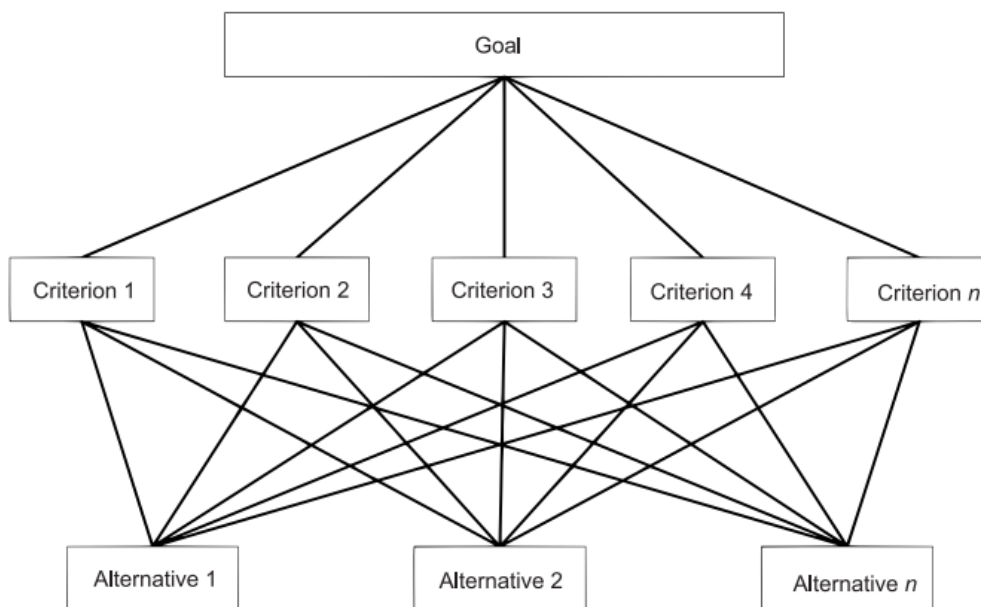 Goal
Criterion 1
Criterion 2
Criterion 3
Criterion 4
Criterion n
Alternative 1
Alternative 2
Alternative n